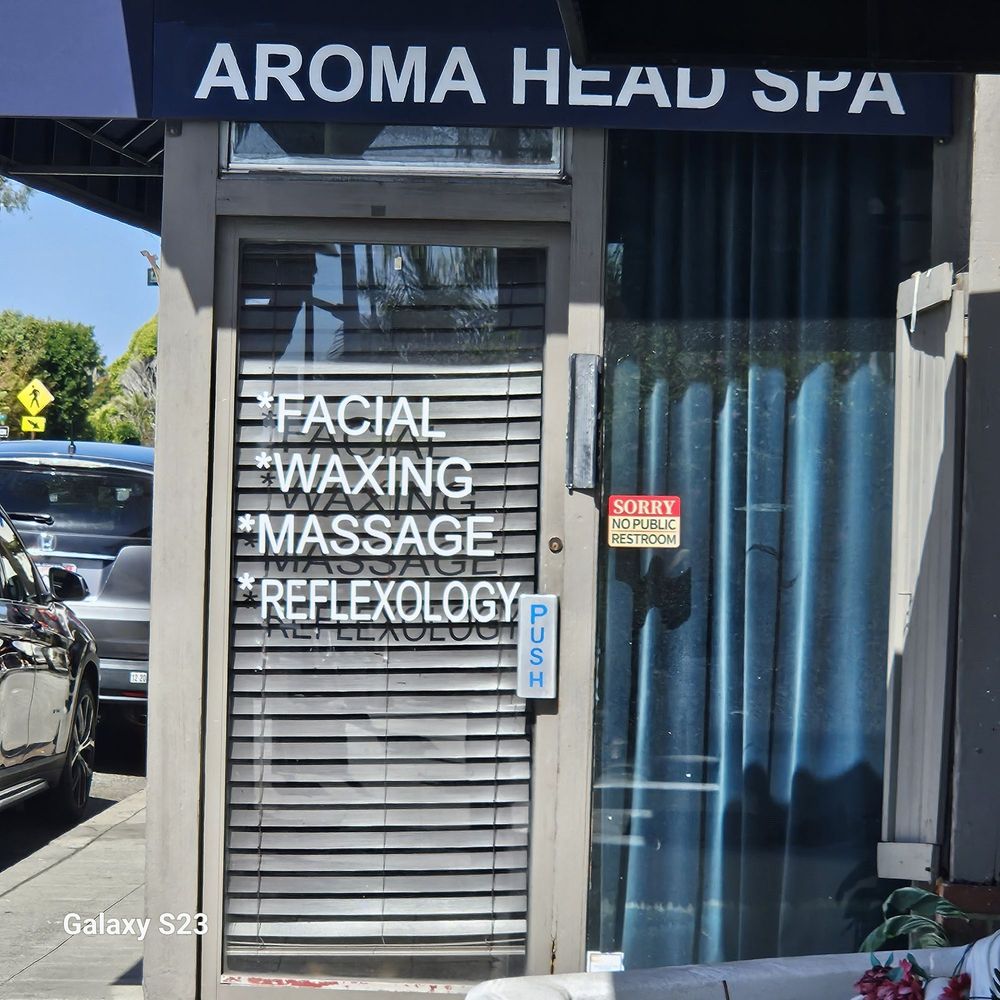 AROMA HEAD SPA
*FACIAL
*WAXING
*MASSAGE
*REFLEXOLOGY
PUSH
SORRY
NO PUBLIC
RESTROOM
Galaxy S23